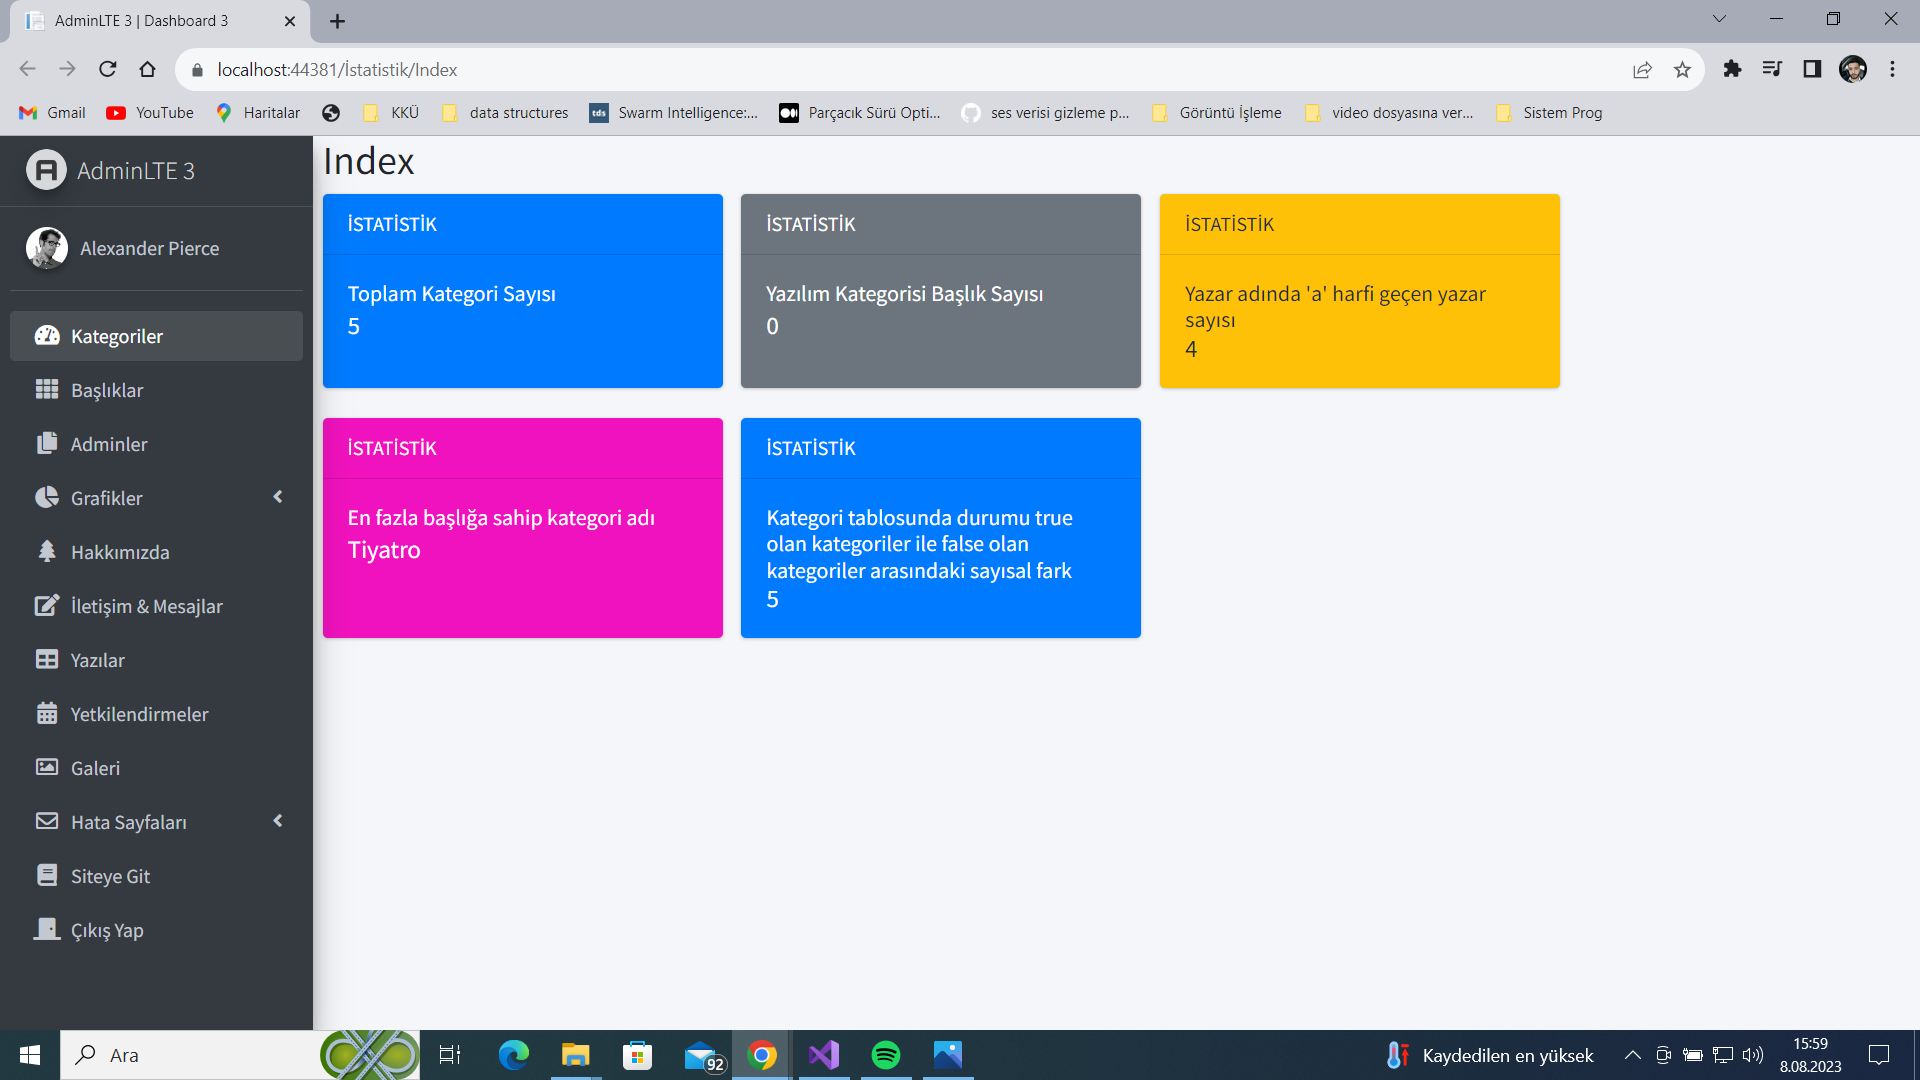 AdminLTE 3 | Dashboard 3
localhost:44381/İstatistik/Index
Gmail
YouTube
Haritalar
KKÜ
data structures
tds
Swarm Intelligence:...
Parçacık Sürü Opti...
ses verisi gizleme p...
Görüntü İşleme
video dosyasına ver...
Sistem Prog
AdminLTE 3
Alexander Pierce
Kategoriler
Başlıklar
Adminler
Grafikler
Hakkımızda
İletişim & Mesajlar
Yazılar
Yetkilendirmeler
Galeri
Hata Sayfaları
Siteye Git
Çıkış Yap
Index
İSTATİSTİK
Toplam Kategori Sayısı
5
İSTATİSTİK
Yazılım Kategorisi Başlık Sayısı
0
İSTATİSTİK
Yazar adında 'a' harfi geçen yazar
sayısı
4
İSTATİSTİK
En fazla başlığa sahip kategori adı
Tiyatro
İSTATİSTİK
Kategori tablosunda durumu true
olan kategoriler ile false olan
kategoriler arasındaki sayısal fark
5
Ara
92
Kaydedilen en yüksek
15:59
8.08.2023